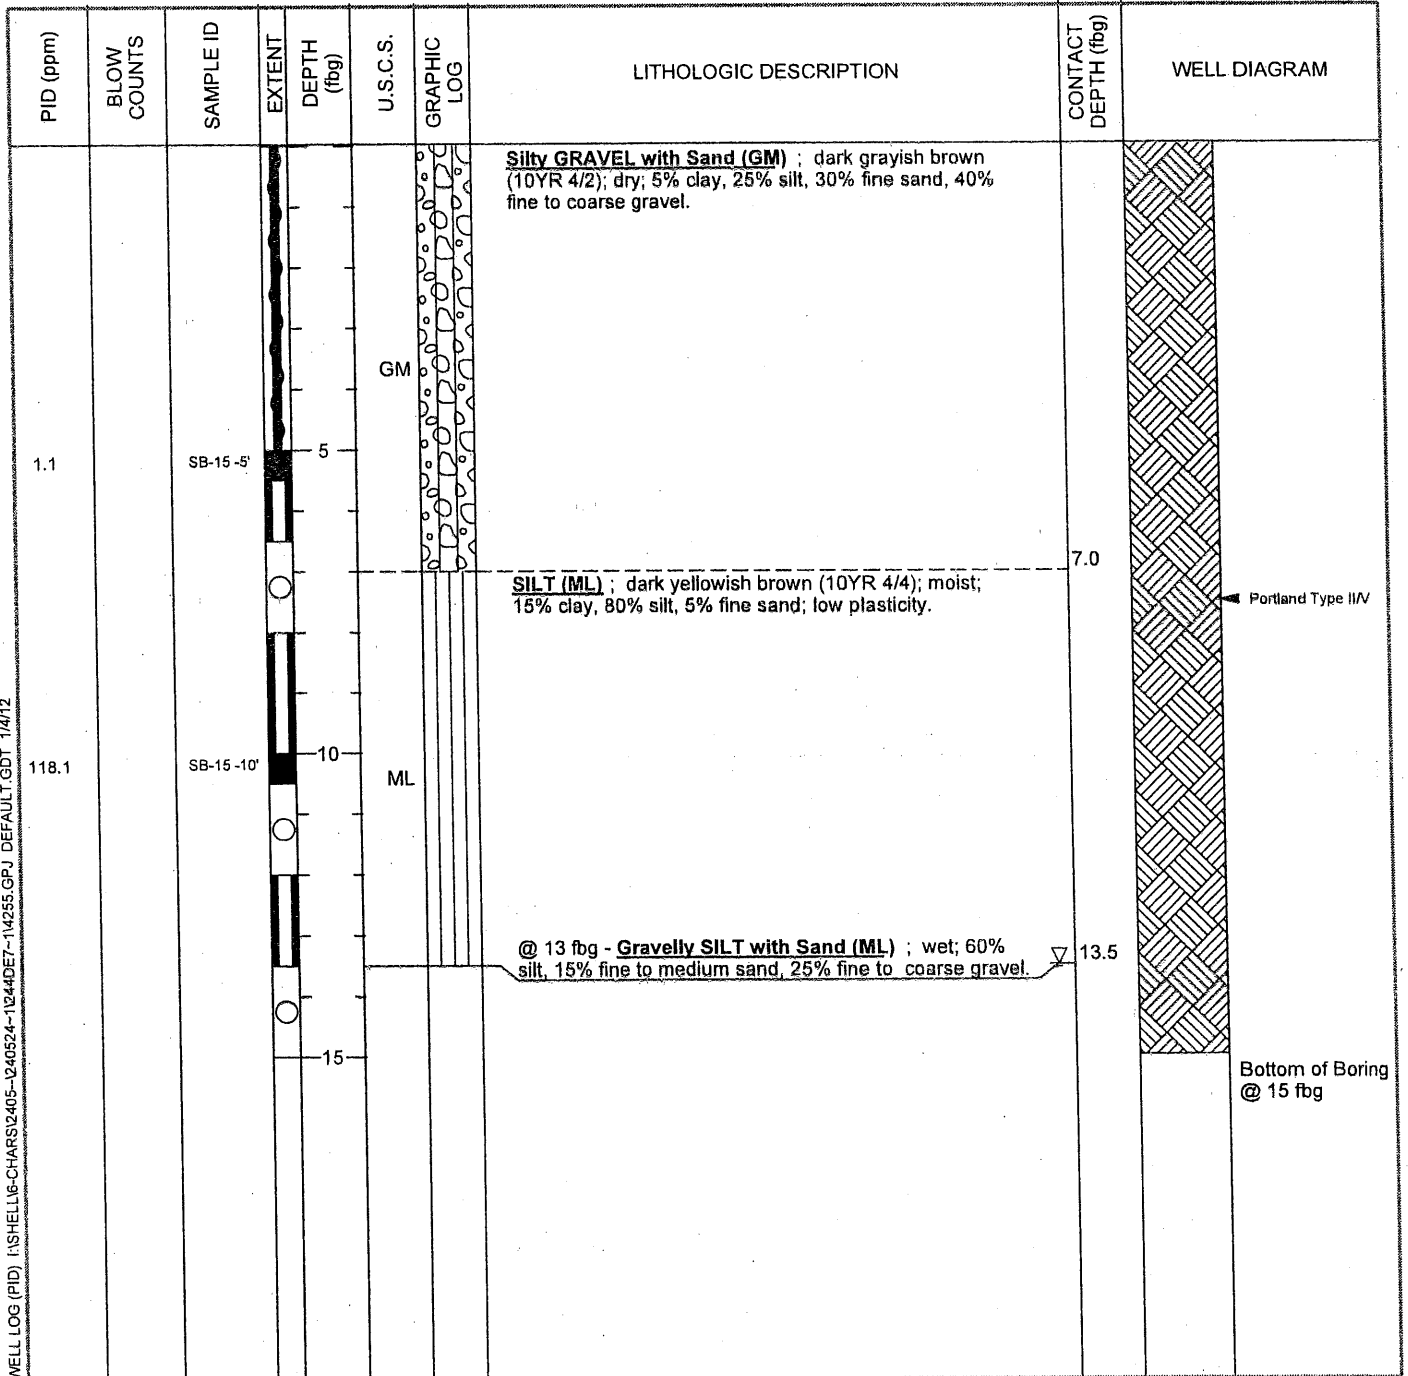 PID (ppm)
BLOW
COUNTS
SAMPLE ID
EXTENT
DEPTH
(fbg)
U.S.C.S.
GRAPHIC
LOG
LITHOLOGIC DESCRIPTION
CONTACT
DEPTH (fbg)
WELL DIAGRAM
Silty GRAVEL with Sand (GM) ; dark grayish brown
(10YR 4/2); dry; 5% clay, 25% silt, 30% fine sand, 40%
fine to coarse gravel.
GM
1.1
SB-15 -5'
5
7.0
SILT (ML) ; dark yellowish brown (10YR 4/4); moist;
15% clay, 80% silt, 5% fine sand; low plasticity.
Portland Type II/V
118.1
SB-15 -10'
10
ML
@ 13 fbg - Gravelly SILT with Sand (ML) ; wet; 60%
silt, 15% fine to medium sand, 25% fine to coarse gravel.
13.5
15
Bottom of Boring
@ 15 fbg
WELL LOG (PID) I:\SHELL\6-CHARS\2405--\240524~1\244DE7~1\4255.GPJ DEFAULT.GDT 1/4/12